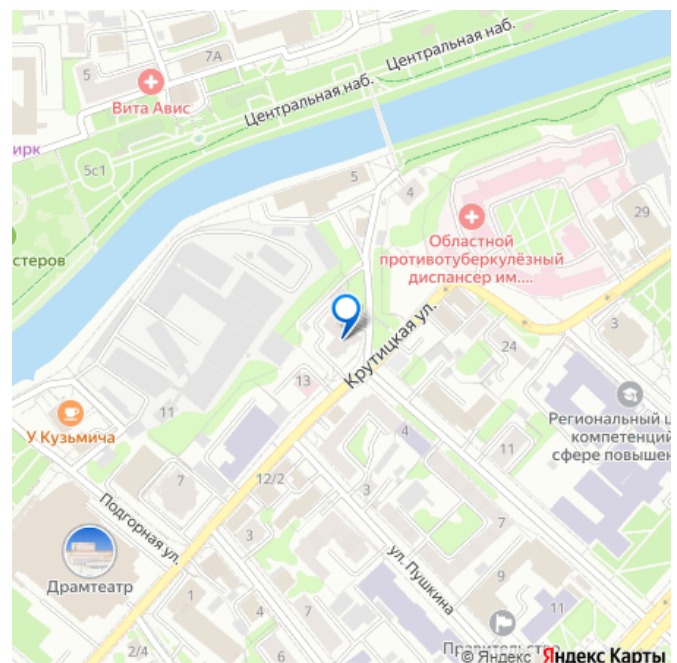 7А
Центральная наб.
5
Вита Авис
Центральная наб.
ирк
5с1
5
4
29
Областной
противотуберкулёзный
диспансер им....
стеров
3
Крутицкая ул.
24
13
Региональный ц
компетенций
сфере повышен
11
У Кузьмича
4
11
7
12/2
3
Подгорная ул.
7
3
ул. Пушкина
Драмтеатр
9
1
4
7
11
Правительство
2/4
6
© Яндекс Яндекс Карты